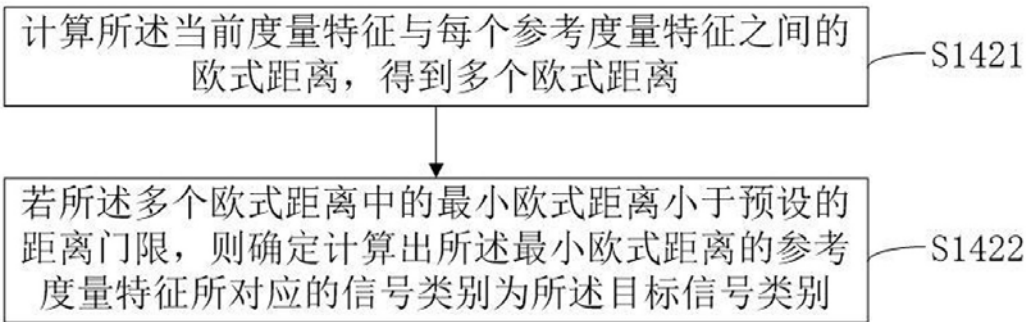 计算所述当前度量特征与每个参考度量特征之间的
欧式距离，得到多个欧式距离
S1421
若所述多个欧式距离中的最小欧式距离小于预设的
距离门限，则确定计算出所述最小欧式距离的参考
度量特征所对应的信号类别为所述目标信号类别
S1422